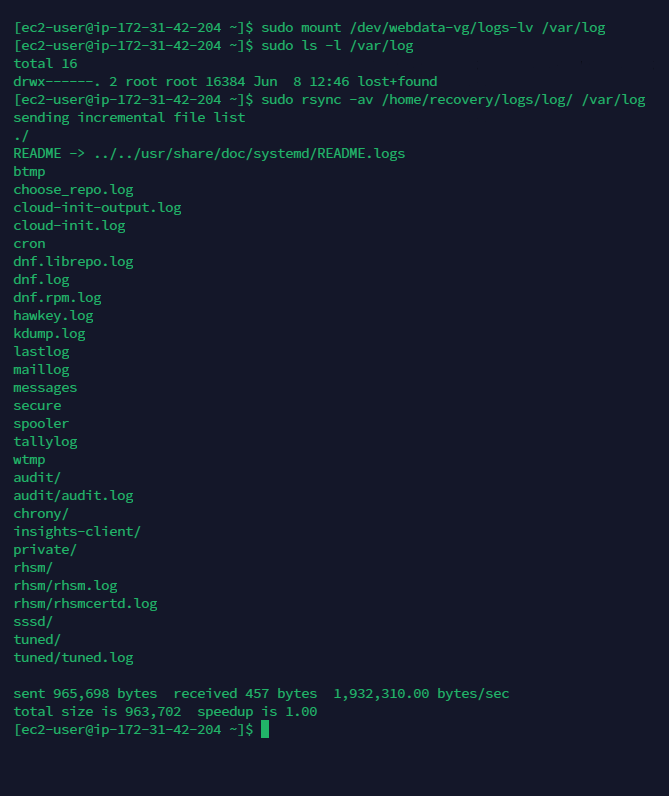 [ec2-user@ip-172-31-42-204 ~]$ sudo mount /dev/webdata-vg/logs-lv /var/log
[ec2-user@ip-172-31-42-204 ~]$ sudo ls -l /var/log
total 16
drwx------. 2 root root 16384 Jun  8 12:46 lost+found
[ec2-user@ip-172-31-42-204 ~]$ sudo rsync -av /home/recovery/logs/log/ /var/log
sending incremental file list
./
README -> ../../usr/share/doc/systemd/README.logs
btmp
choose_repo.log
cloud-init-output.log
cloud-init.log
cron
dnf.librepo.log
dnf.log
dnf.rpm.log
hawkey.log
kdump.log
lastlog
maillog
messages
secure
spooler
tallylog
wtmp
audit/
audit/audit.log
chrony/
insights-client/
private/
rhsm/
rhsm/rhsm.log
rhsm/rhsmcertd.log
sssd/
tuned/
tuned/tuned.log

sent 965,698 bytes  received 457 bytes  1,932,310.00 bytes/sec
total size is 963,702  speedup is 1.00
[ec2-user@ip-172-31-42-204 ~]$